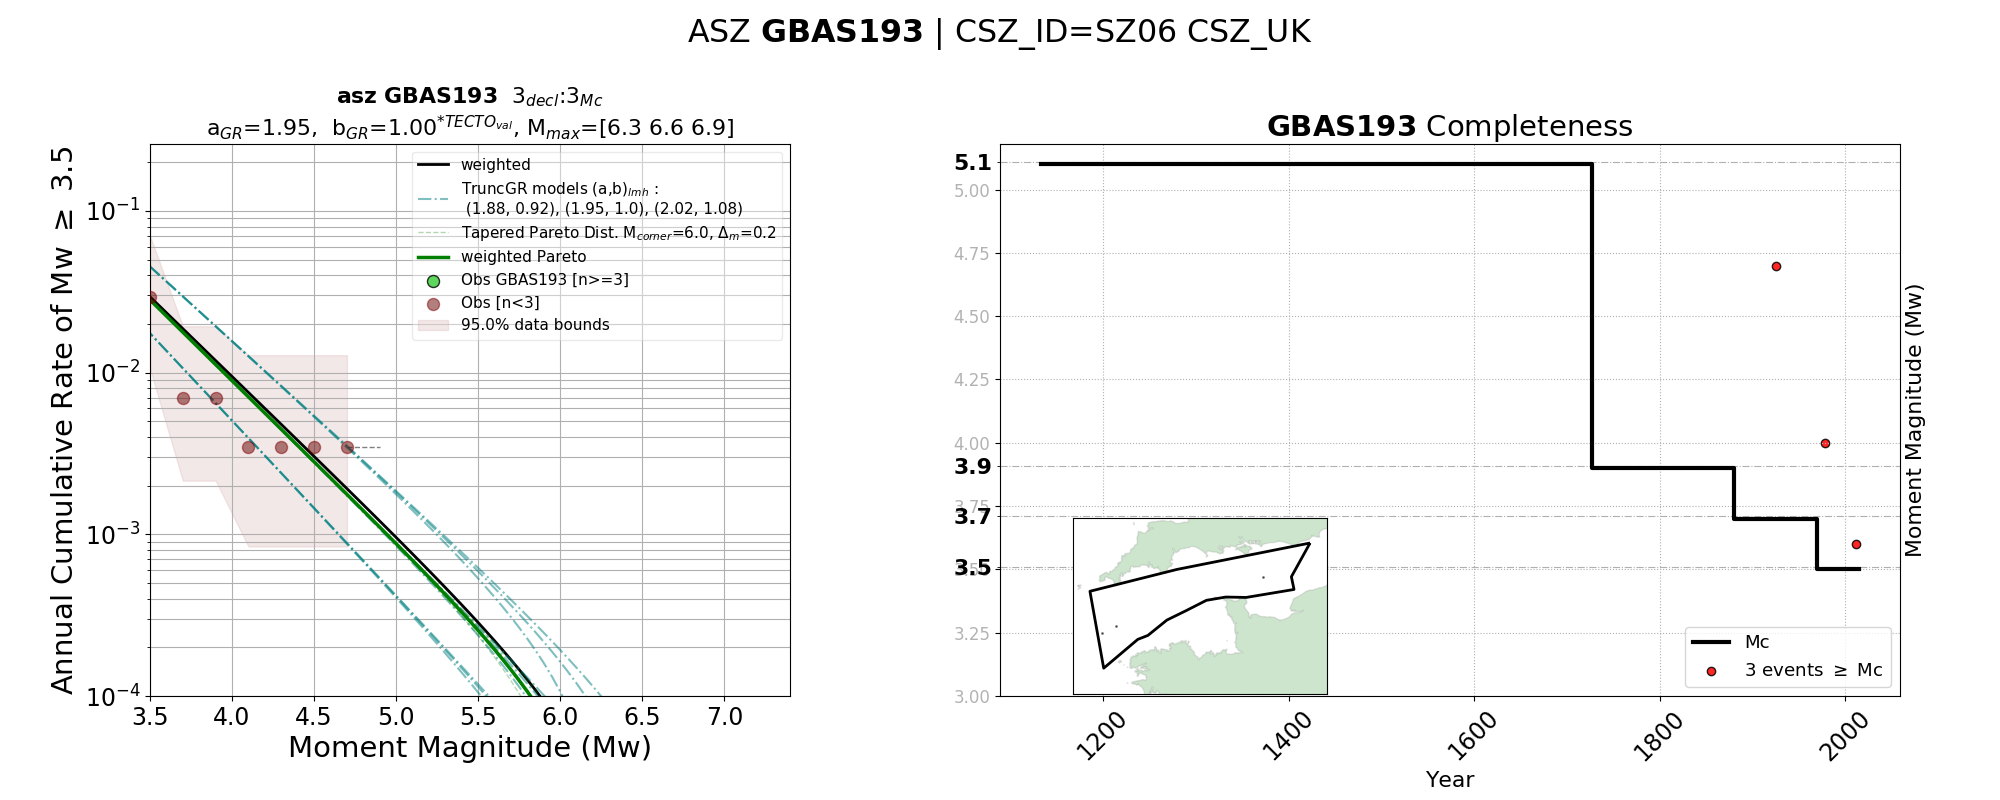 ASZ GBAS193 | CSZ_ID=SZ06 CSZ_UK
asz GBAS193 3decl:3Mc
aGR=1.95, bGR=1.00*TECTOval, Mmax=[6.3 6.6 6.9]
Annual Cumulative Rate of Mw ≥ 3.5
10−1
10−2
10−3
10−4
weighted
TruncGR models (a,b)lmh :
(1.88, 0.92), (1.95, 1.0), (2.02, 1.08)
Tapered Pareto Dist. Mcorner=6.0, Δm=0.2
weighted Pareto
Obs GBAS193 [n>=3]
Obs [n<3]
95.0% data bounds
3.5 4.0 4.5 5.0 5.5 6.0 6.5 7.0
Moment Magnitude (Mw)
GBAS193 Completeness
5.1
5.00
4.75
4.50
4.25
4.00
3.9
3.75
3.7
3.5
3.25
3.00
Mc
3 events ≥ Mc
1200 1400 1600 1800 2000
Year
Moment Magnitude (Mw)